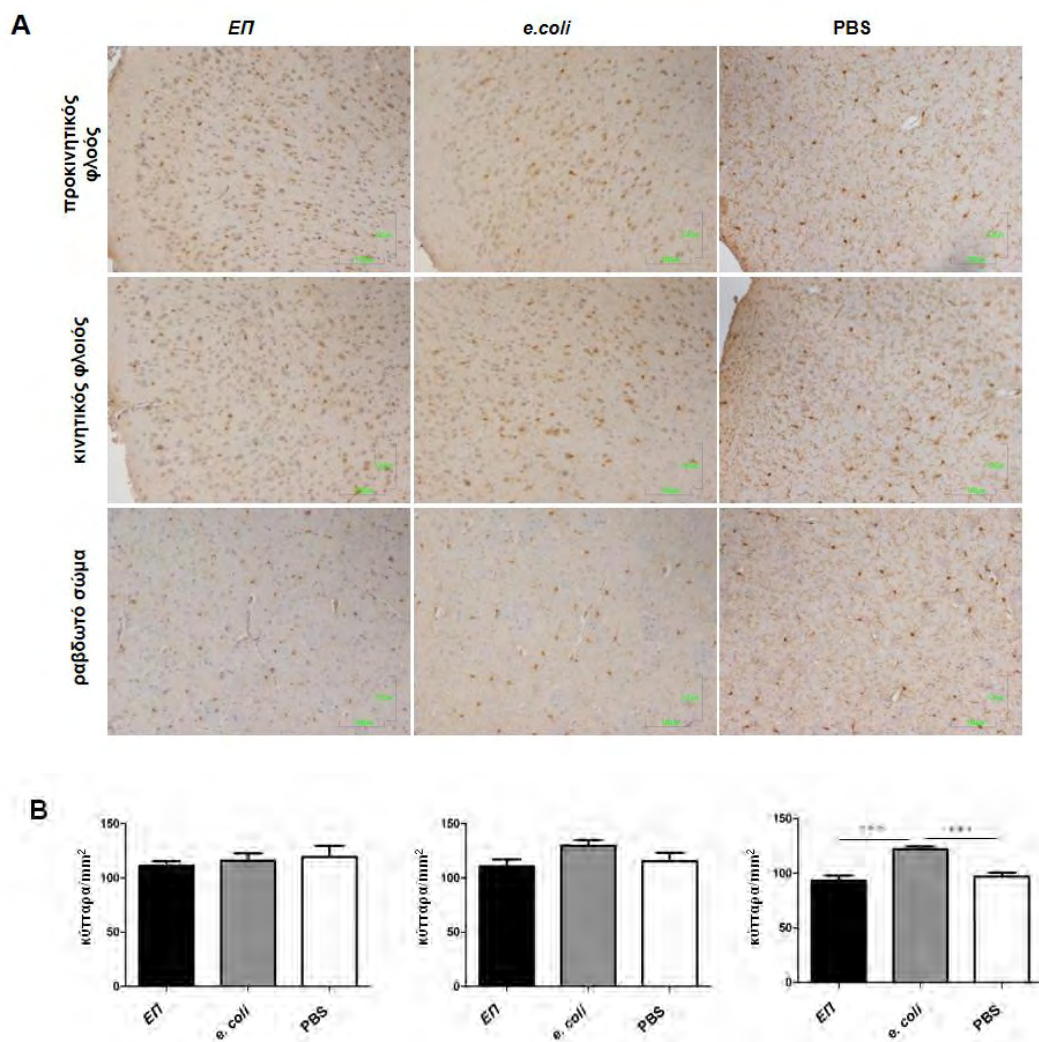 A
ΕΠ e.coli PBS
προκινητικός
φλοός
κινητικός φλοιός
ραβδωτό σώμα
B
κύτταρα/mm²
150
100
50
0
ΕΠ e. coli PBS
κύτταρα/mm²
150
100
50
0
ΕΠ e. coli PBS
κύτταρα/mm²
150
100
50
0
ΕΠ e. coli PBS